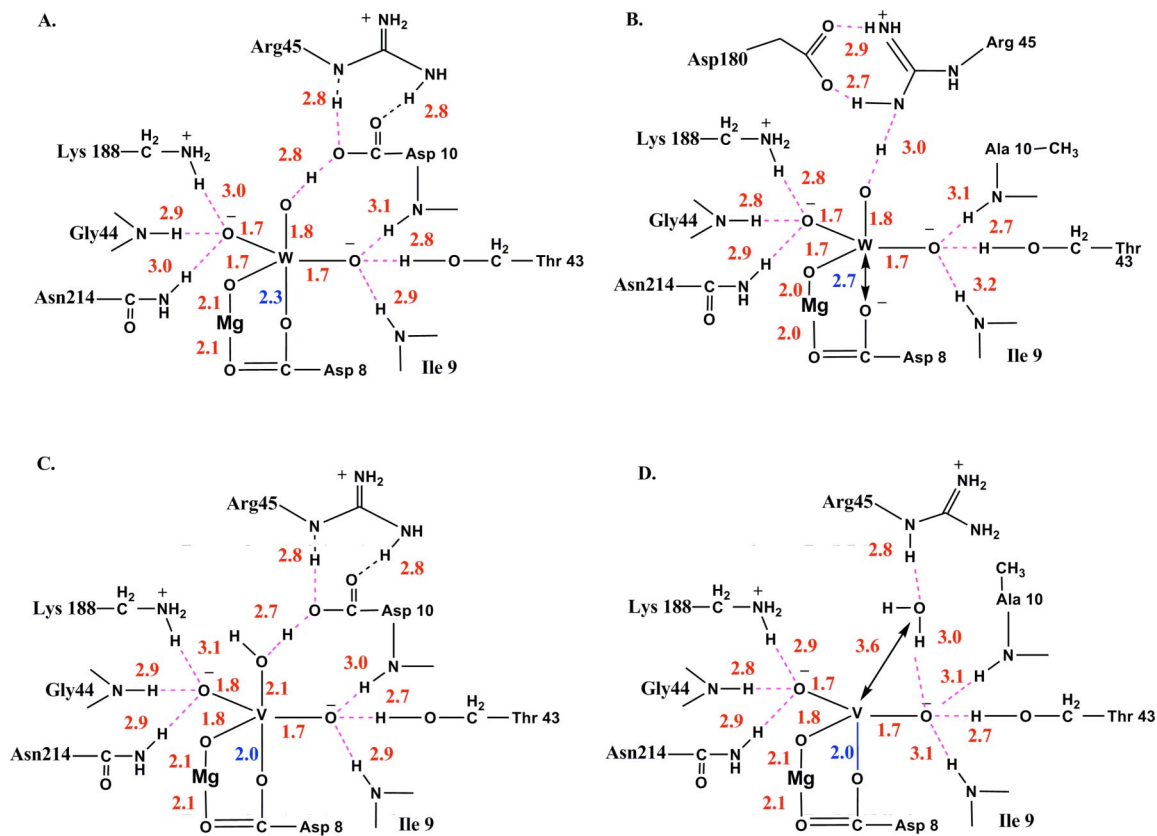 A.
+ NH2
Arg45
N NH
2.8 H H 2.8
O
Lys 188 C H2 NH2 +
O C Asp 10
2.8
H H
3.0 O N
Gly44 N H 2.9 O − 1.7 1.8 3.1 H
3.0 1.7 W 1.7 O − 2.8 H O C H2 Thr 43
Asn214 C N H H O
O 2.1 2.3 2.9
Mg O H N
2.1
O C Asp 8 Ile 9
B.
+
O H NH
Asp180 2.9 Arg 45
2.7 N H
O H N
Lys 188 C H2 NH2 +
H 3.0
Ala 10 CH3
H 2.8 O 3.1 N
Gly44 N H 2.8 O − 1.7 1.8 H 2.7
2.9 1.7 W 1.7 O − H O C H2 Thr 43
Asn214 C N H H O
O 2.0 2.7 3.2
Mg O − H N
2.0
O C Asp 8 Ile 9
C.
+ NH2
Arg45
N NH
2.8 H H 2.8
O
Lys 188 C H2 NH2 +
O C Asp 10
2.7
H H H
3.1 O N
Gly44 N H 2.9 O − 1.8 2.1 3.0 H
2.9 1.8 V 1.7 O − 2.7 H O C H2 Thr 43
Asn214 C N H H O
O 2.1 2.0 2.9
Mg O H N
2.1
O C Asp 8 Ile 9
D.
+
NH2
Arg45
N NH2
2.8 H
CH3
Lys 188 C H2 NH2 +
H O Ala 10
H
H 2.9 3.6 3.0 N
Gly44 N H 2.8 O − 1.7 3.1 H
2.9 1.8 V 1.7 O − H O C H2 Thr 43
2.7
Asn214 C N H H O
O 2.1 2.0 3.1
Mg O H N
2.1
O C Asp 8 Ile 9